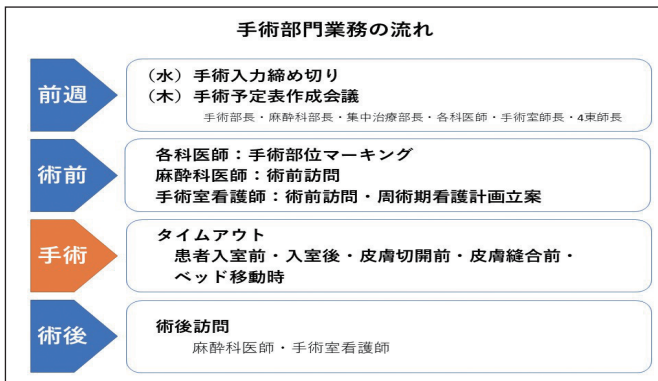 手術部門業務の流れ
前週
（水）手術入力締め切り
（木）手術予定表作成会議
手術部長・麻酔科部長・集中治療部長・各科医師・手術室師長・4東師長
術前
各科医師：手術部位マーキング
麻酔科医師：術前訪問
手術室看護師：術前訪問・周術期看護計画立案
手術
タイムアウト
患者入室前・入室後・皮膚切開前・皮膚縫合前・
ベッド移動時
術後
術後訪問
麻酔科医師・手術室看護師